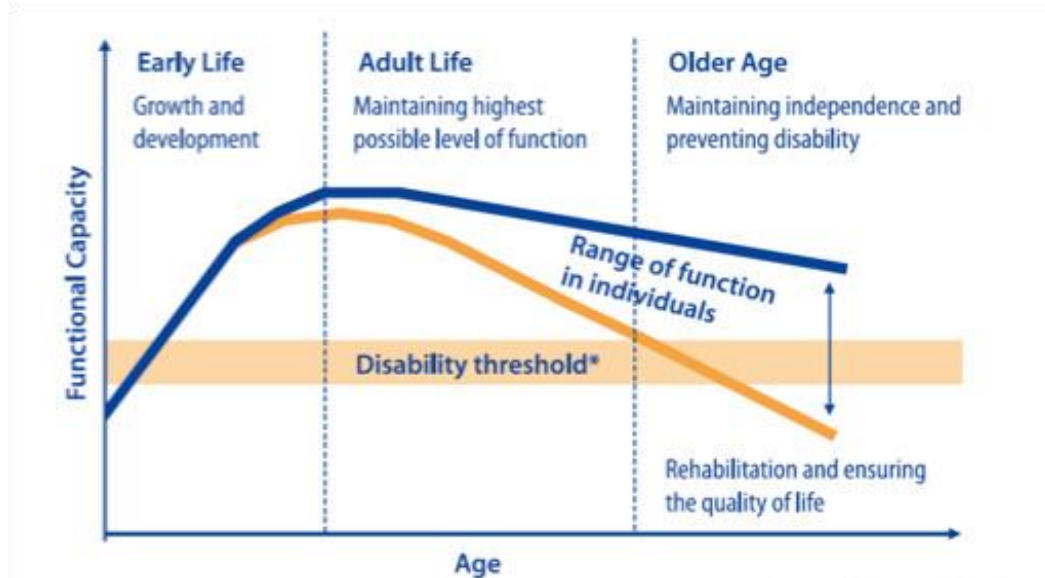 Early Life
Growth and
development
Adult Life
Maintaining highest
possible level of function
Older Age
Maintaining independence and
preventing disability
Functional Capacity
Range of function
in individuals
Disability threshold*
Rehabilitation and ensuring
the quality of life
Age